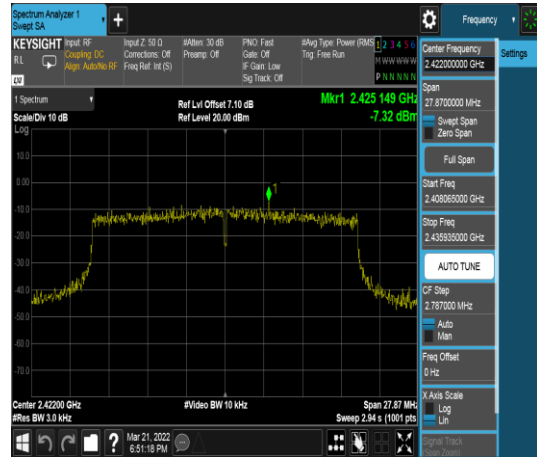 Spectrum Analyzer 1
Swept SA
+
Frequency
KEYSIGHT
RL
Input: RF
Coupling: DC
Align: Auto/No RF
Input Z: 50 Ω
Corrections: Off
Freq Ref: Int (S)
#Atten: 30 dB
Preamp: Off
PNO: Fast
Gate: Off
IF Gain: Low
Sig Track: Off
#Avg Type: Power (RMS
Trig: Free Run
1 2 3 4 5 6
M W W W W W
P N N N N N
1 Spectrum
Scale/Div 10 dB
Log
Ref Lvl Offset 7.10 dB
Ref Level 20.00 dBm
Mkr1 2.425 149 GHz
-7.32 dBm
10.0
0.00
-10.0
-20.0
-30.0
-40.0
-50.0
-60.0
-70.0
1
Center 2.42200 GHz
#Res BW 3.0 kHz
#Video BW 10 kHz
Span 27.87 MHz
Sweep 2.94 s (1001 pts
Mar 21, 2022
6:51:18 PM
Center Frequency
2.422000000 GHz
Span
27.8700000 MHz
Swept Span
Zero Span
Full Span
Start Freq
2.408065000 GHz
Stop Freq
2.435935000 GHz
AUTO TUNE
CF Step
2.787000 MHz
Auto
Man
Freq Offset
0 Hz
X Axis Scale
Log
Lin
Signal Track
(Span Zoom)
Settings